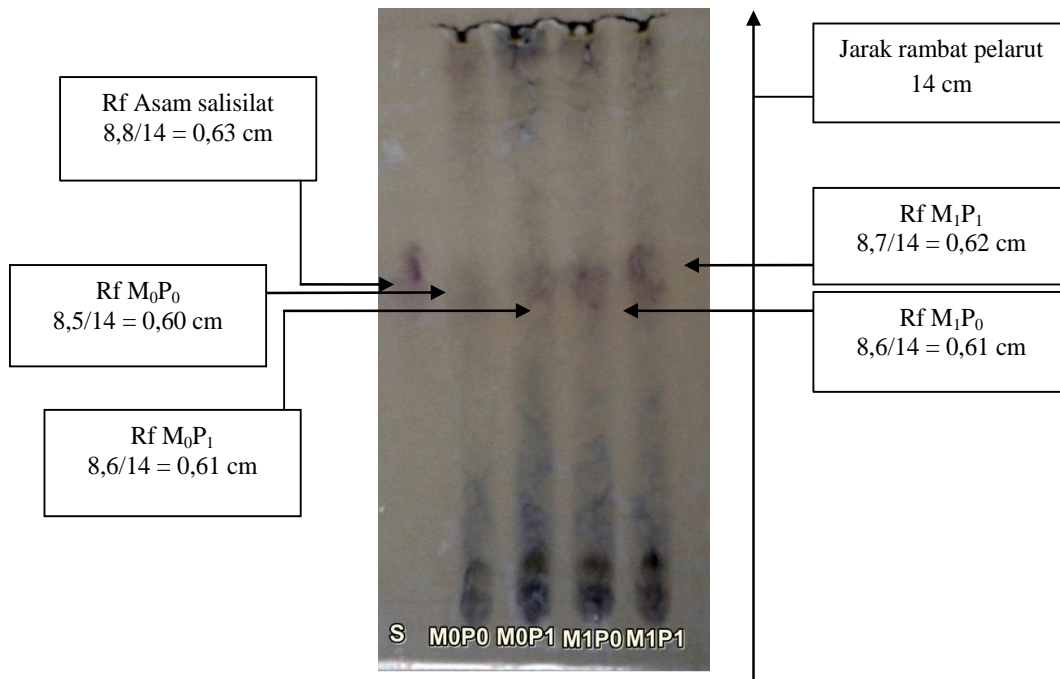 Jarak rambat pelarut
14 cm
Rf Asam salisilat
8,8/14 = 0,63 cm
Rf M₁P₁
8,7/14 = 0,62 cm
Rf M₀P₀
8,5/14 = 0,60 cm
Rf M₁P₀
8,6/14 = 0,61 cm
Rf M₀P₁
8,6/14 = 0,61 cm
S M0P0 M0P1 M1P0 M1P1